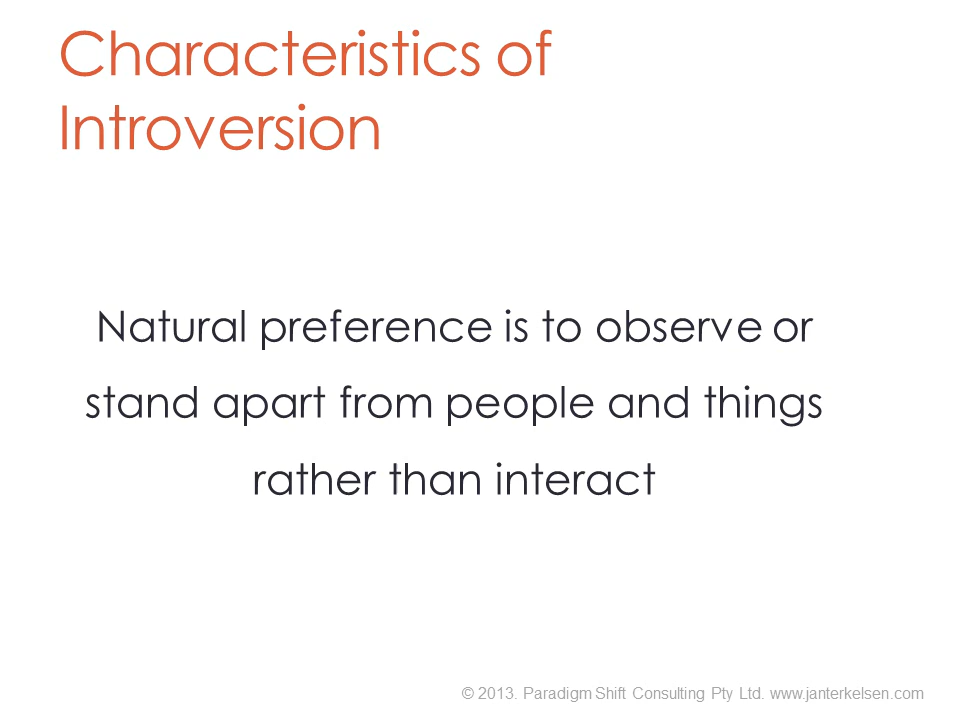 Characteristics of
Introversion
Natural preference is to observe or
stand apart from people and things
rather than interact
© 2013. Paradigm Shift Consulting Pty Ltd. www.janterkelsen.com